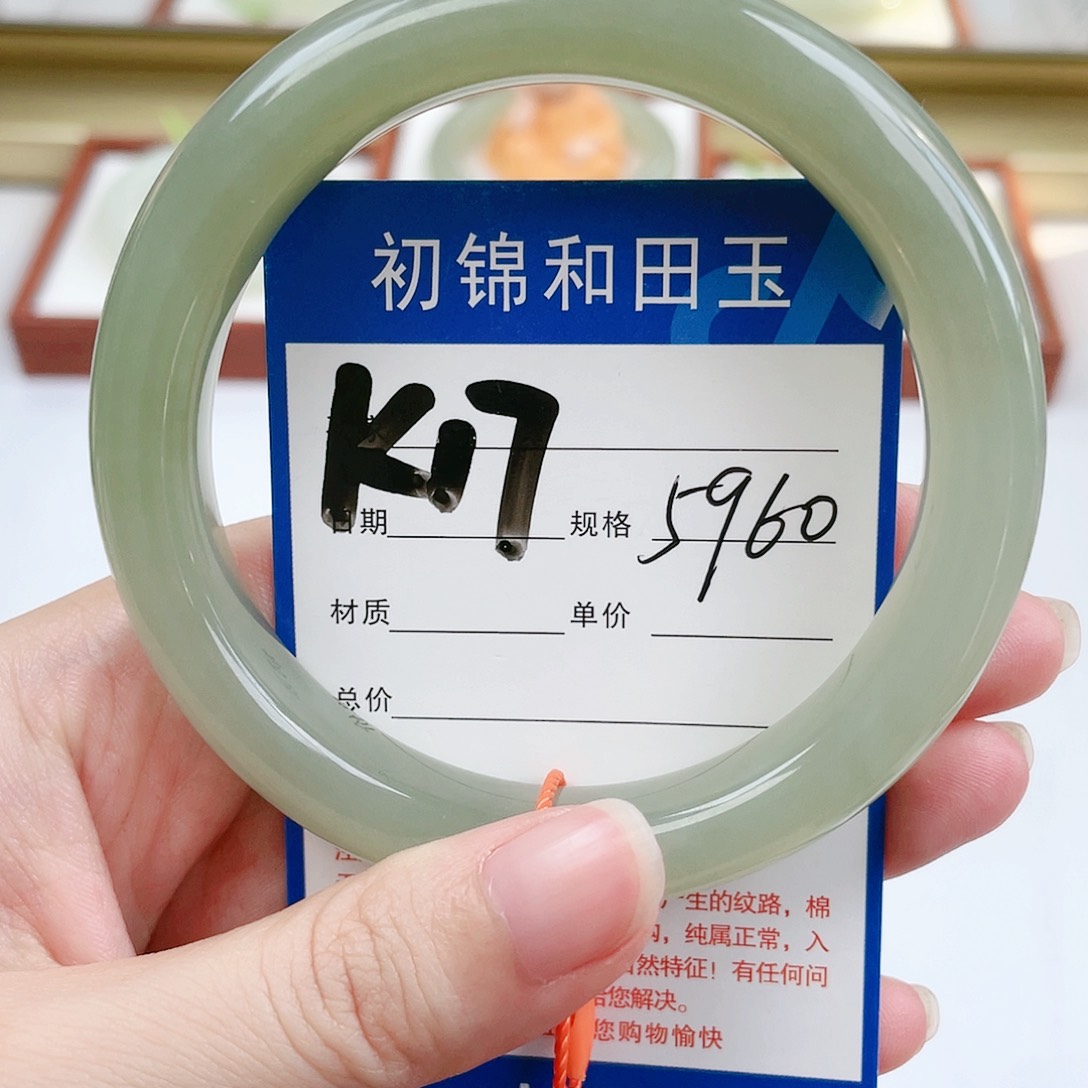 初锦和田玉
K17
日期 规格 5960
材质 单价
总价
生的纹路，棉
纯属正常，入
然特征！有任何问
给您解决。
您购物愉快